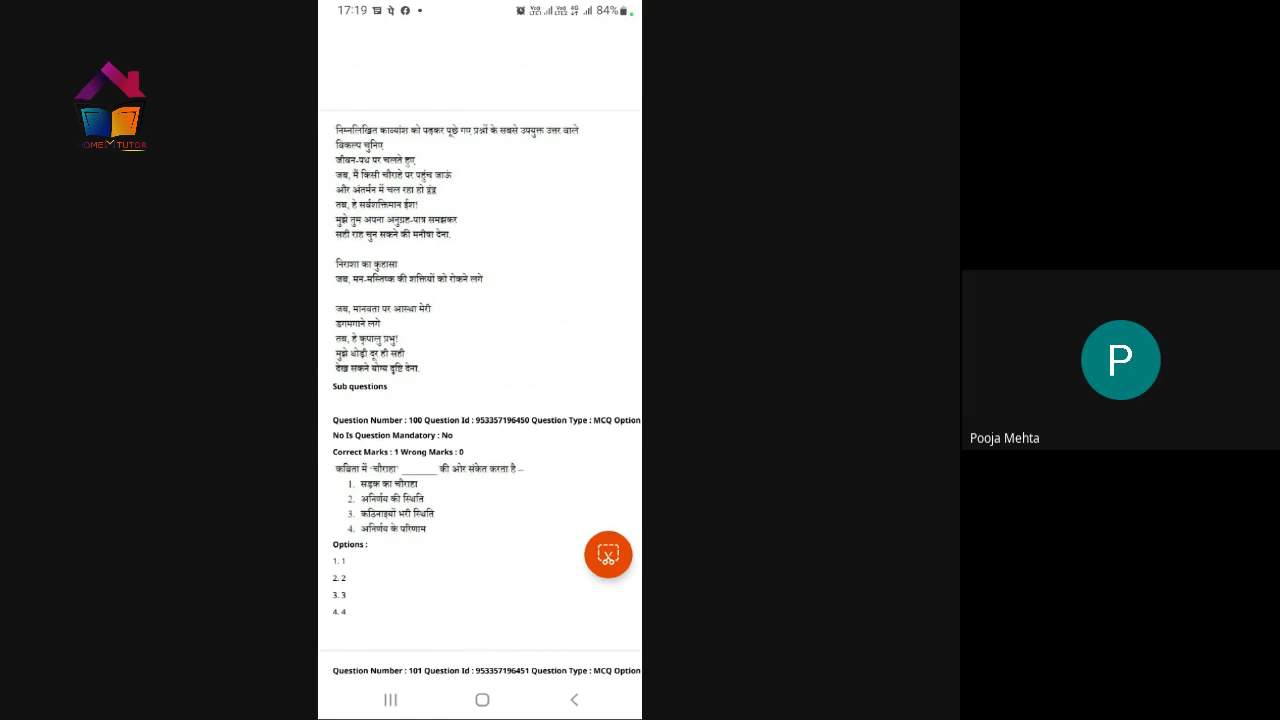 17:19
84%
HOME TUTOR
निम्नलिखित काव्यांश को पढ़कर पूछे गए प्रश्नों के सबसे उपयुक्त उत्तर वाले
विकल्प चुनिए
जीवन-पथ पर चलते हुए
जब, मैं किसी चौराहे पर पहुंच जाऊं
और अंतर्मन में चल रहा हो द्वंद्व
तब, हे सर्वशक्तिमान ईश!
मुझे तुम अपना अनुग्रह-पात्र समझकर
सही राह चुन सकने की मनीषा देना.
निराशा का कुहासा
जब, मन-मस्तिष्क की शक्तियों को रोकने लगे
जब, मानवता पर आस्था मेरी
डगमगाने लगे
तब, हे कृपालु प्रभु!
मुझे थोड़ी दूर ही सही
देख सकने योग्य दृष्टि देना.
Sub questions
Question Number : 100 Question Id : 953357196450 Question Type : MCQ Option
No Is Question Mandatory : No
Correct Marks : 1 Wrong Marks : 0
कविता में 'चौराहा' _______ की ओर संकेत करता है –
1. सड़क का चौराहा
2. अनिर्णय की स्थिति
3. कठिनाइयों भरी स्थिति
4. अनिर्णय के परिणाम
Options :
1. 1
2. 2
3. 3
4. 4
Question Number : 101 Question Id : 953357196451 Question Type : MCQ Option
P
Pooja Mehta